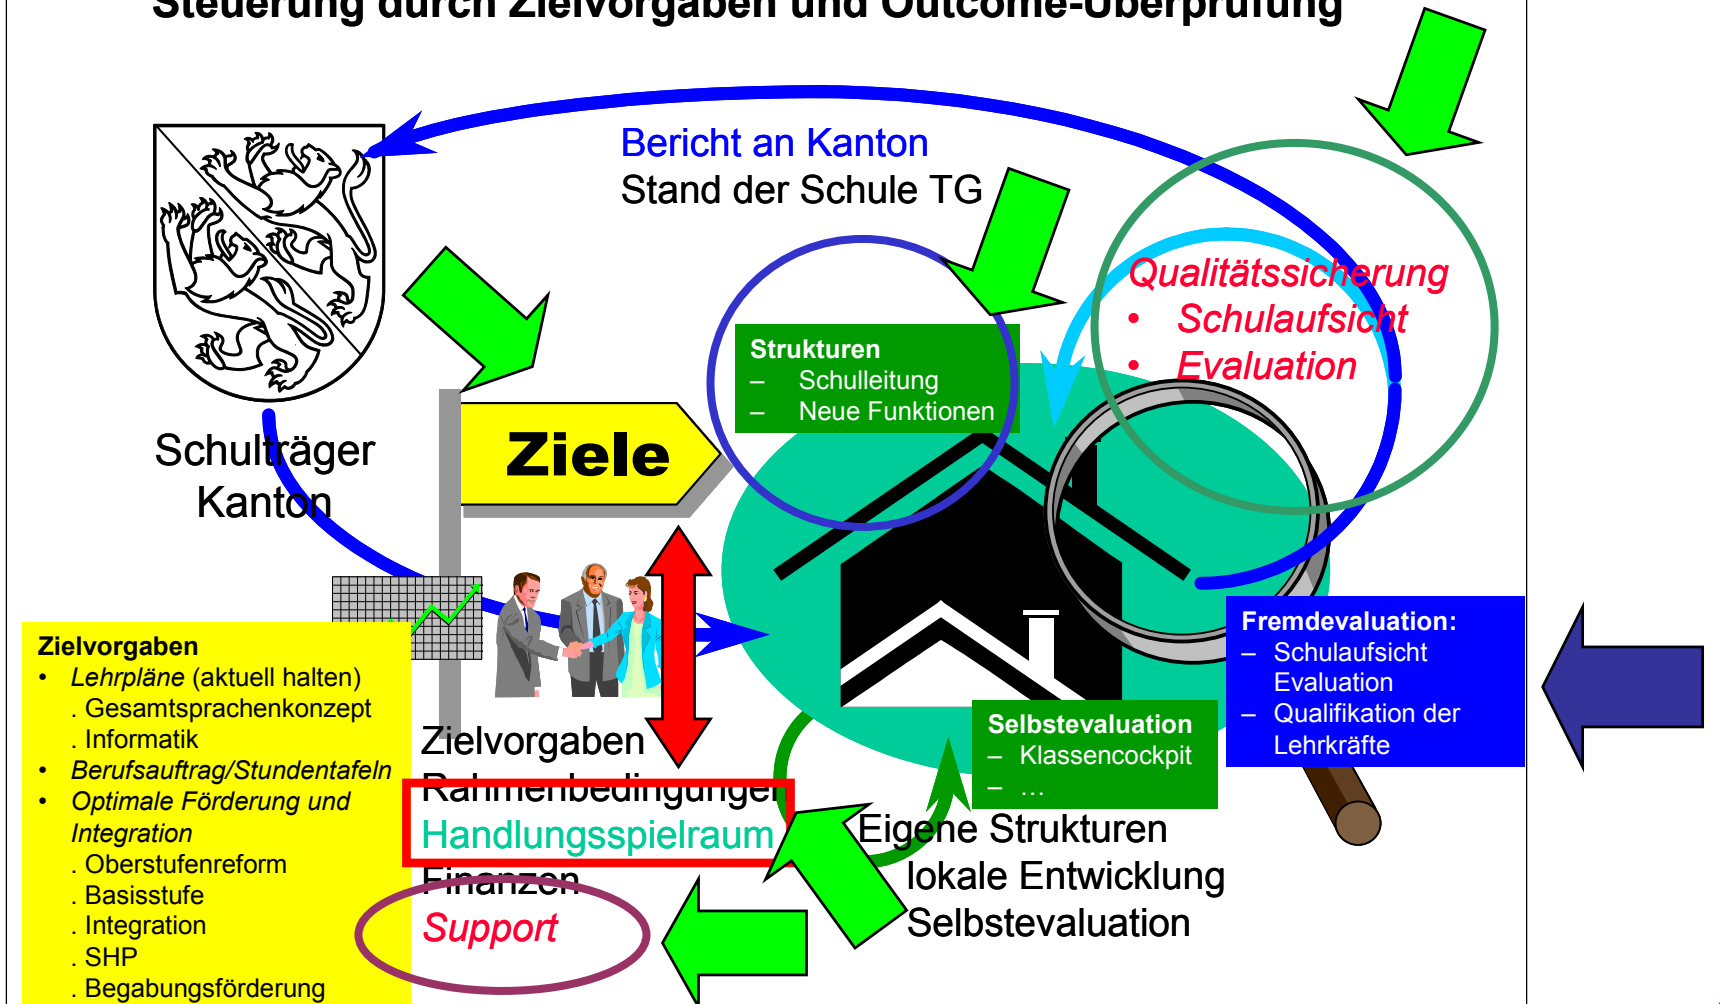 Steuerung durch Zielvorgaben und Outcome-Überprüfung
Bericht an Kanton
Stand der Schule TG
Qualitätssicherung
• Schulaufsicht
• Evaluation
Strukturen
– Schulleitung
– Neue Funktionen
Schulträger
Kanton
Ziele
Zielvorgaben
• Lehrpläne (aktuell halten)
. Gesamtsprachenkonzept
. Informatik
• Berufsauftrag/Stundentafeln
• Optimale Förderung und
Integration
. Oberstufenreform
. Basisstufe
. Integration
. SHP
. Begabungsförderung
Zielvorgaben
Rahmenbedingungen
Handlungsspielraum
Finanzen
Support
Selbstevaluation
– Klassencockpit
– …
Eigene Strukturen
lokale Entwicklung
Selbstevaluation
Fremdevaluation:
– Schulaufsicht
Evaluation
– Qualifikation der
Lehrkräfte